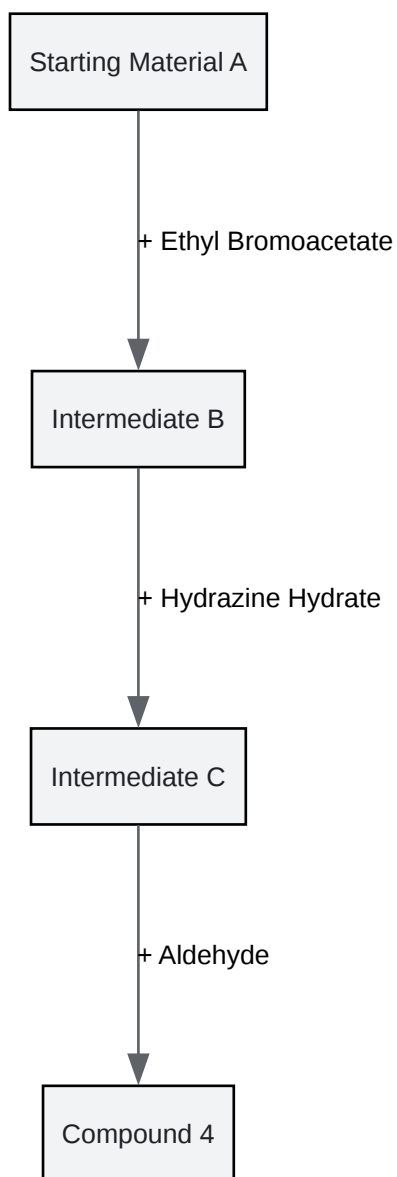 Starting Material A
+ Ethyl Bromoacetate
Intermediate B
+ Hydrazine Hydrate
Intermediate C
+ Aldehyde
Compound 4